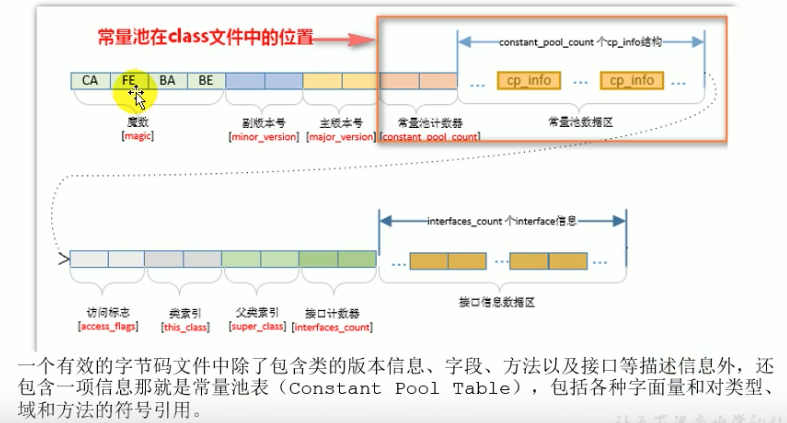 常量池在class文件中的位置
constant_pool_count 个cp_info结构
CA FE BA BE ... cp_info ... cp_info ...
魔数 副版本号 主版本号 常量池计数器 常量池数据区
[magic] [minor_version] [major_version] [constant_pool_count]
interfaces_count 个interface信息
... ... ...
访问标志 类索引 父类索引 接口计数器 接口信息数据区
[access_flags] [this_class] [super_class] [interfaces_count]
一个有效的字节码文件中除了包含类的版本信息、字段、方法以及接口等描述信息外，还
包含一项信息那就是常量池表（Constant Pool Table），包括各种字面量和对类型、
域和方法的符号引用。